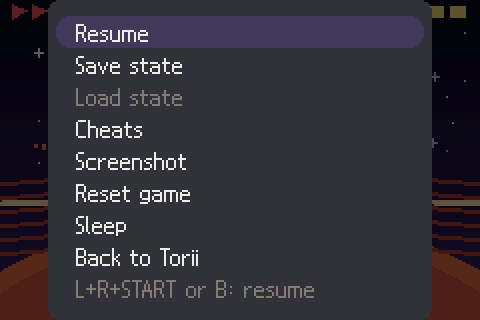 Resume
Save state
Load state
Cheats
Screenshot
Reset game
Sleep
Back to Torii
L+R+START or B: resume